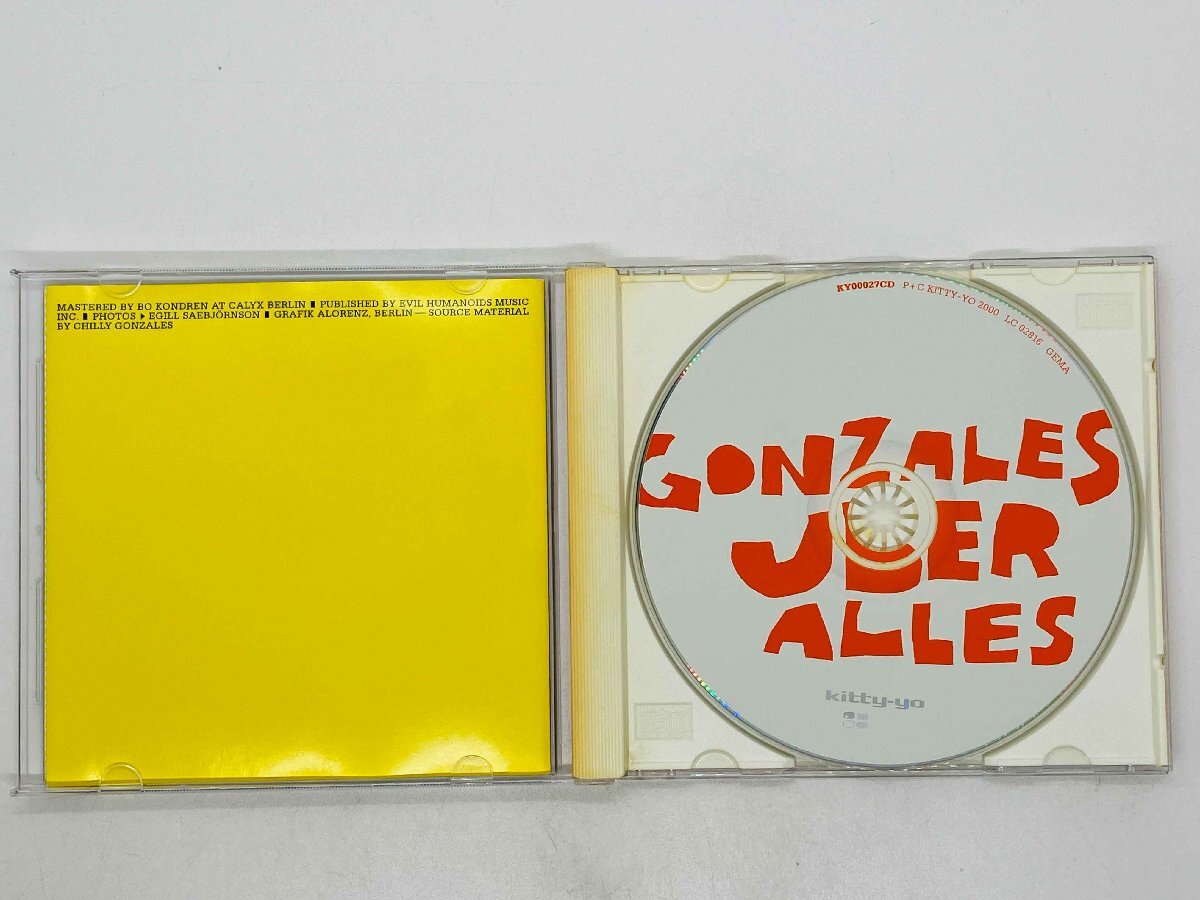 MASTERED BY BO KONDREN AT CALYX BERLIN ▮ PUBLISHED BY EVIL HUMANOIDS MUSIC
INC. ▮ PHOTOS ▶ EGILL SAEBJÖRNSON ▮ GRAFIK ALORENZ, BERLIN — SOURCE MATERIAL
BY CHILLY GONZALES
KY00027CD P+C KITTY-YO 2000 LC 02816 GEMA
GONZALES
UBER
ALLES
kitty-yo